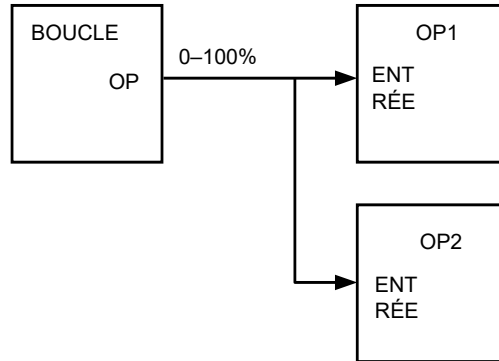 BOUCLE
OP
0–100%
OP1
ENT
RÉE
OP2
ENT
RÉE